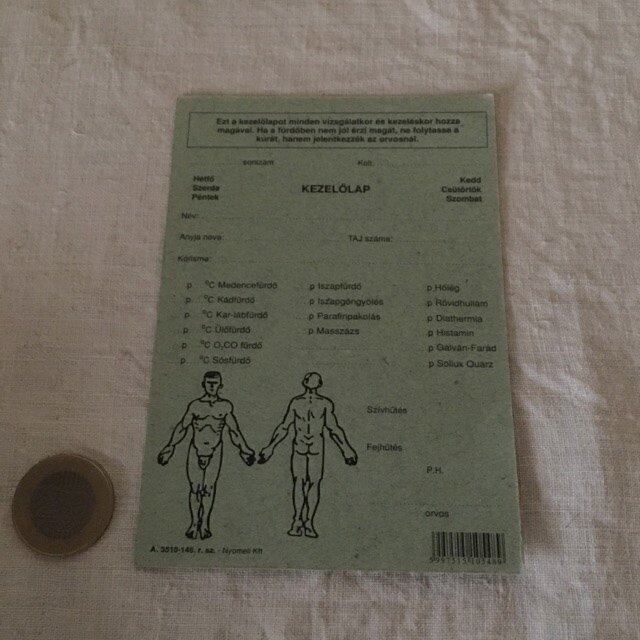 Ezt a kezelőlapot minden vizsgálatkor és kezeléskor hozza
magával. Ha a fürdőben nem jól érzi magát, ne folytassa a
kúrát, hanem jelentkezzék az orvosnál.
sorszám Kelt:
Hétfő Kedd
Szerda KEZELŐLAP Csütörtök
Péntek Szombat
Név:
Anyja neve: TAJ száma:
Kórisme:
p °C Medencefürdő p Iszapfürdő p Hőlég
p °C Kádfürdő p Iszapgöngyölés p Rövidhullám
p °C Kar-lábfürdő p Parafinpakolás p Diathermia
p °C Ülőfürdő p Masszázs p Histamin
p °C O₂CO fürdő p Galván-Farád
p °C Sósfürdő p Sollux Quarz
Szívhűtés
Fejhűtés
P.H.
orvos
A. 3510-146. r. sz. - Nyomell Kft